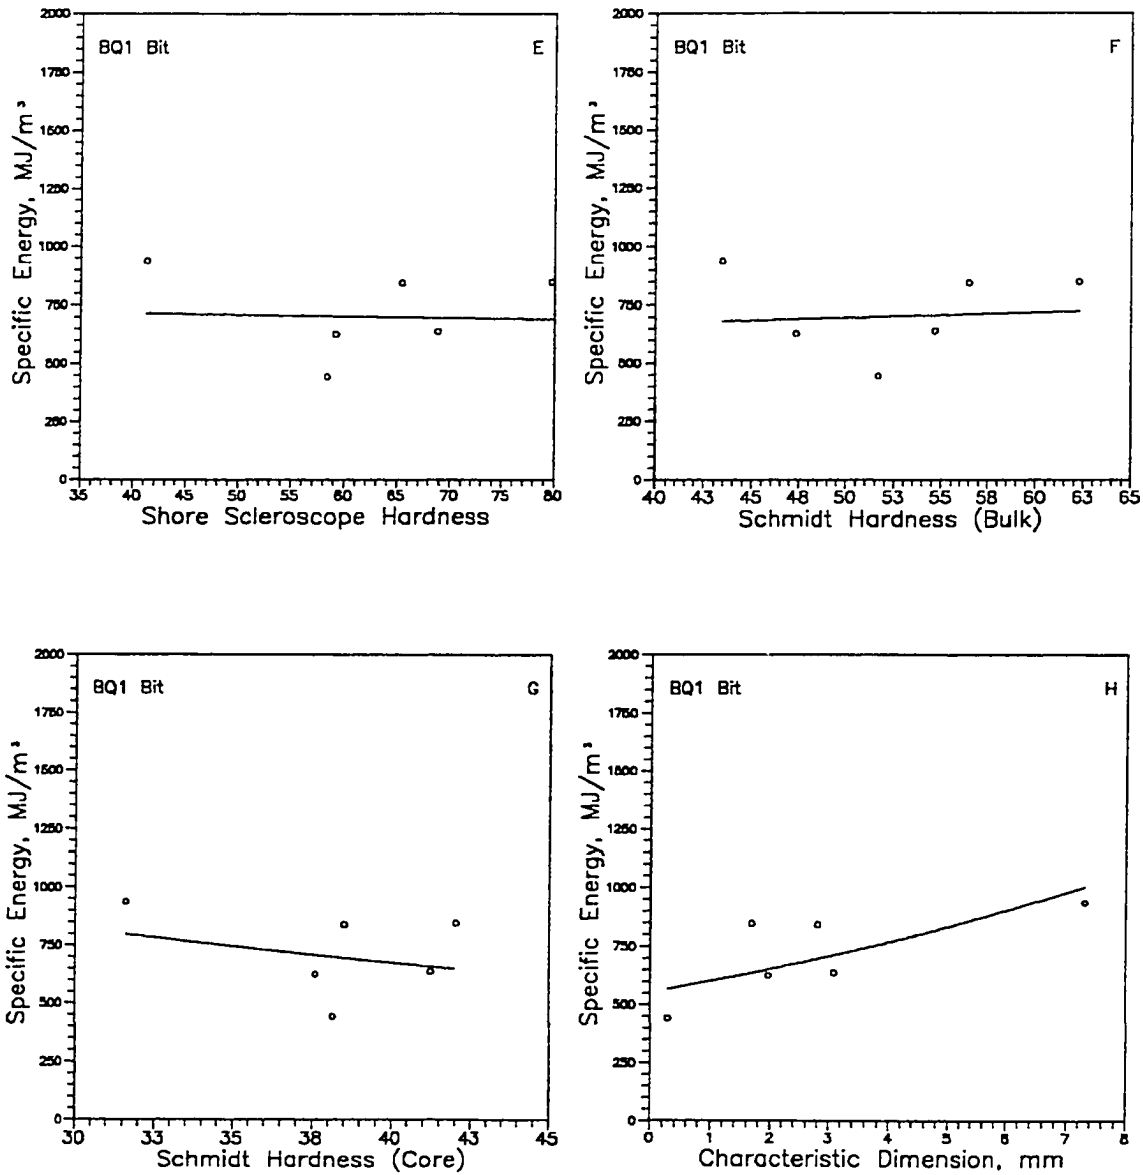 2000
BQ1 Bit
E
1750
1500
1250
1000
750
500
250
0
Specific Energy, MJ/m³
35 40 45 50 55 60 65 70 75 80
Shore Scleroscope Hardness
2000
BQ1 Bit
F
1750
1500
1250
1000
750
500
250
0
Specific Energy, MJ/m³
40 43 45 48 50 53 55 58 60 63 65
Schmidt Hardness (Bulk)
2000
BQ1 Bit
G
1750
1500
1250
1000
750
500
250
0
Specific Energy, MJ/m³
30 33 35 38 40 43 45
Schmidt Hardness (Core)
2000
BQ1 Bit
H
1750
1500
1250
1000
750
500
250
0
Specific Energy, MJ/m³
0 1 2 3 4 5 6 7 8
Characteristic Dimension, mm